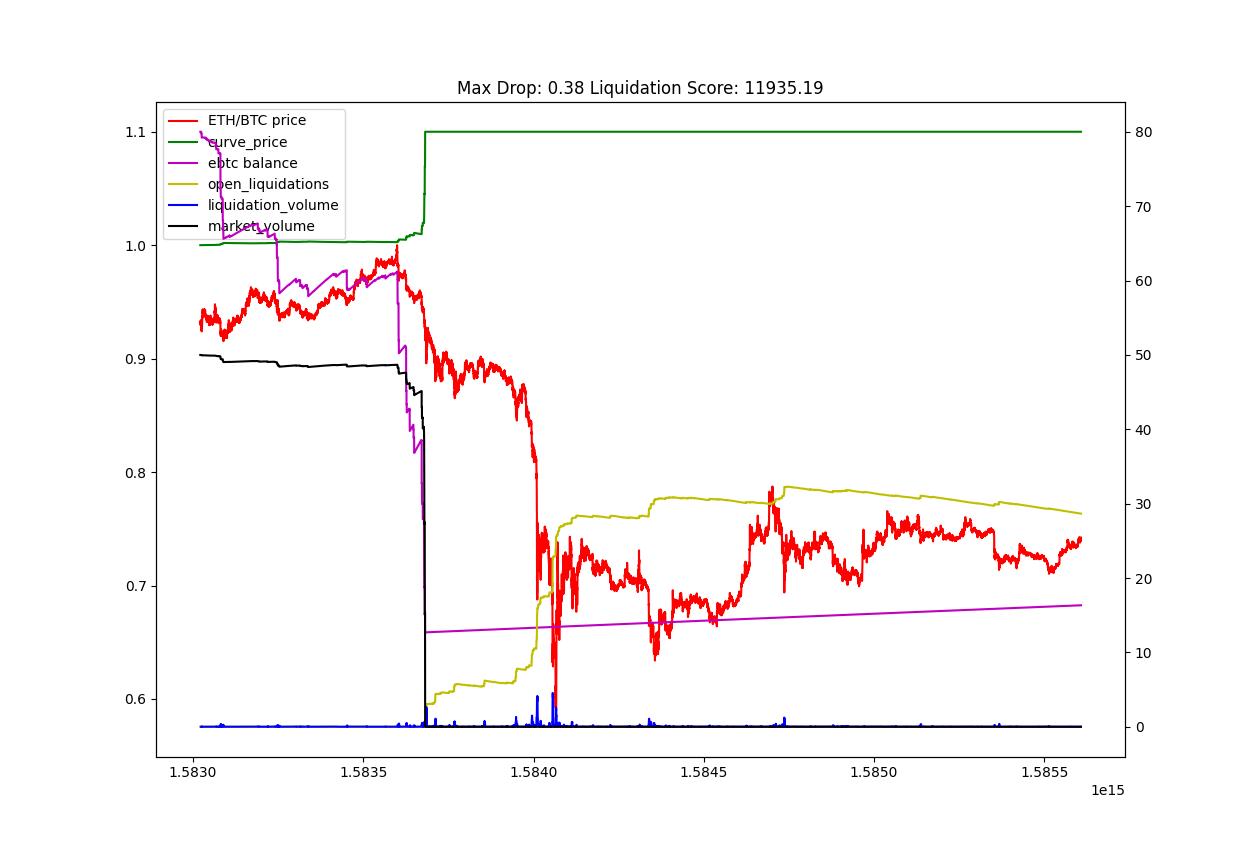 Max Drop: 0.38 Liquidation Score: 11935.19
ETH/BTC price
curve_price
ebtc balance
open_liquidations
liquidation_volume
market_volume
1.1
1.0
0.9
0.8
0.7
0.6
80
70
60
50
40
30
20
10
0
1.5830 1.5835 1.5840 1.5845 1.5850 1.5855
1e15